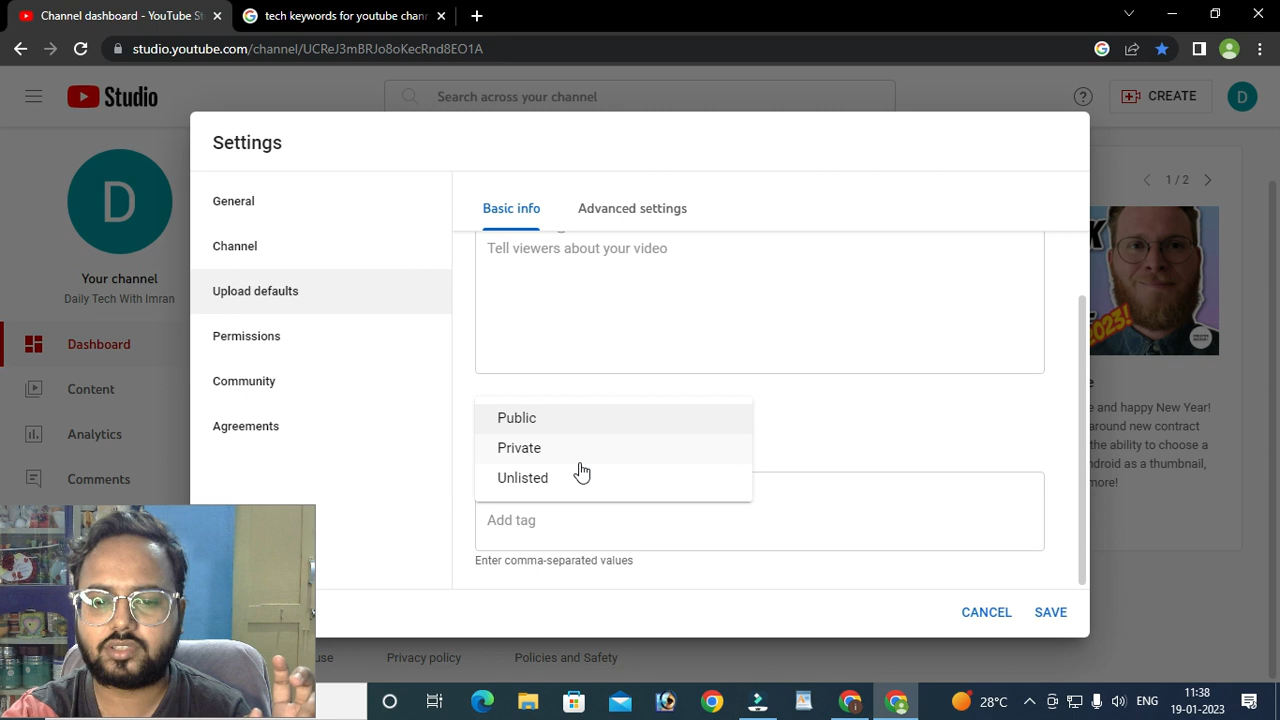 Channel dashboard - YouTube St
tech keywords for youtube chan
studio.youtube.com/channel/UCReJ3mBRJo8oKecRnd8EO1A
Studio
Search across your channel
CREATE
D
Settings
D
Your channel
Daily Tech With Imran
Dashboard
Content
Analytics
Comments
General
Channel
Upload defaults
Permissions
Community
Agreements
Basic info
Advanced settings
Tell viewers about your video
Public
Private
Unlisted
Add tag
Enter comma-separated values
CANCEL
SAVE
1 / 2
K
2023!
e
e and happy New Year!
around new contract
the ability to choose a
ndroid as a thumbnail,
more!
use
Privacy policy
Policies and Safety
28°C
ENG
11:38
19-01-2023